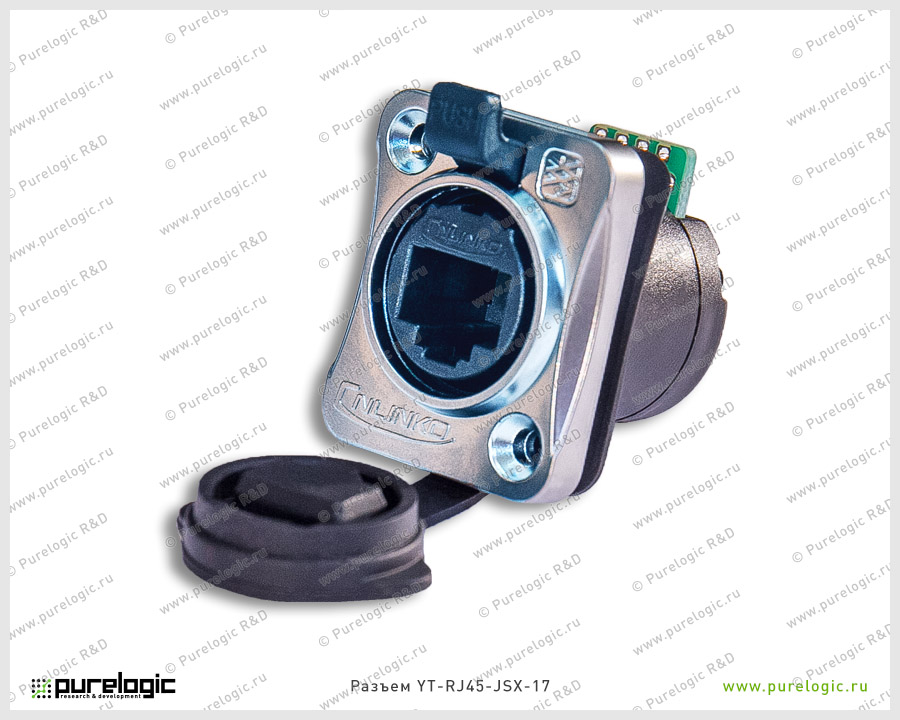 PUSH
CNLINKO
CNLINKO
© Purelogic R&D
www.purelogic.ru
purelogic
research & development
Разъем YT-RJ45-JSX-17
www.purelogic.ru